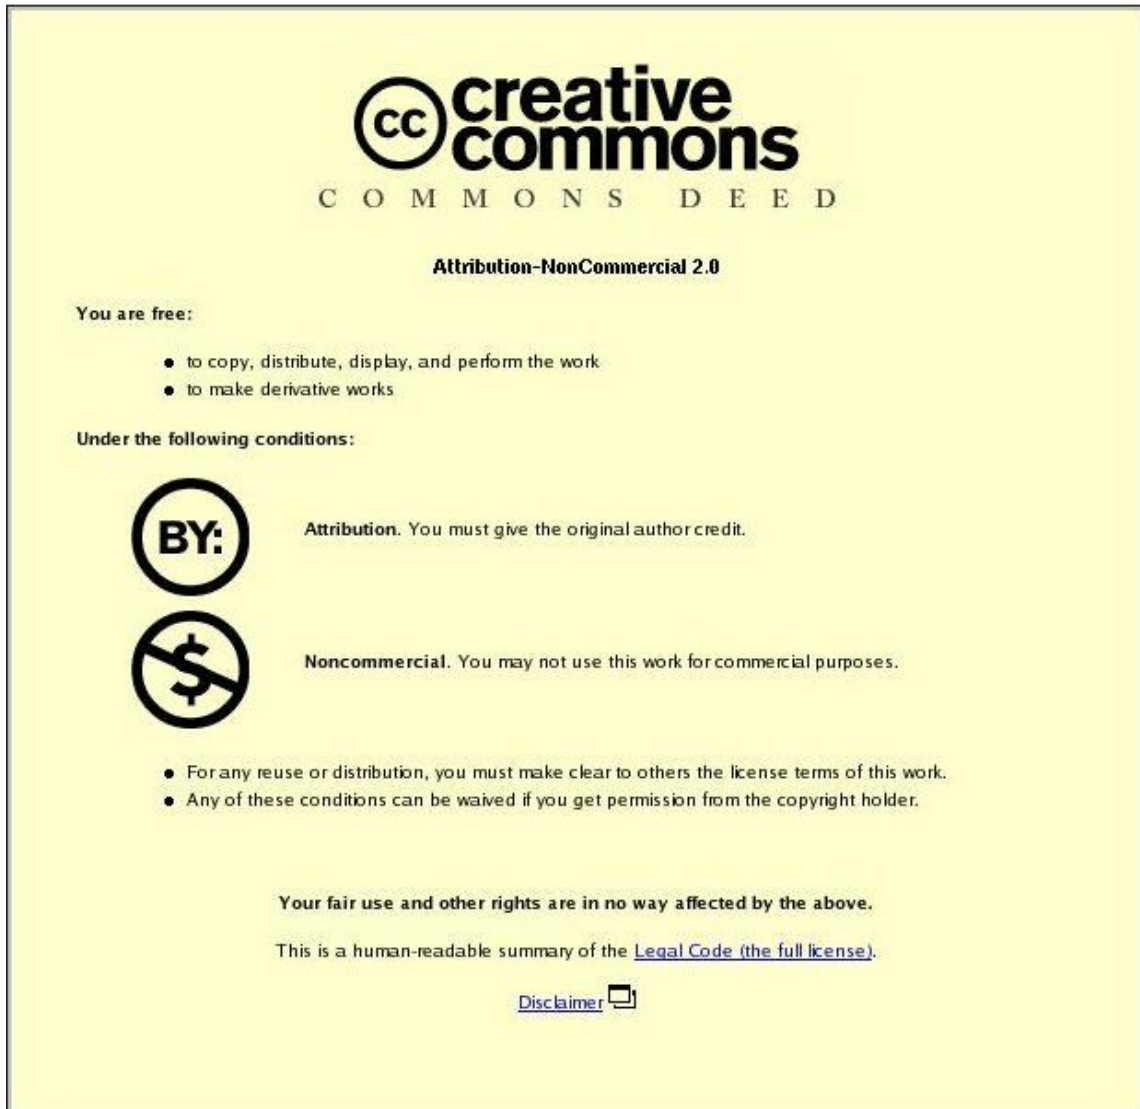 cc creative
commons
COMMONS DEED
Attribution-NonCommercial 2.0
You are free:
• to copy, distribute, display, and perform the work
• to make derivative works
Under the following conditions:
BY:
Attribution. You must give the original author credit.
$
Noncommercial. You may not use this work for commercial purposes.
• For any reuse or distribution, you must make clear to others the license terms of this work.
• Any of these conditions can be waived if you get permission from the copyright holder.
Your fair use and other rights are in no way affected by the above.
This is a human-readable summary of the Legal Code (the full license).
Disclaimer